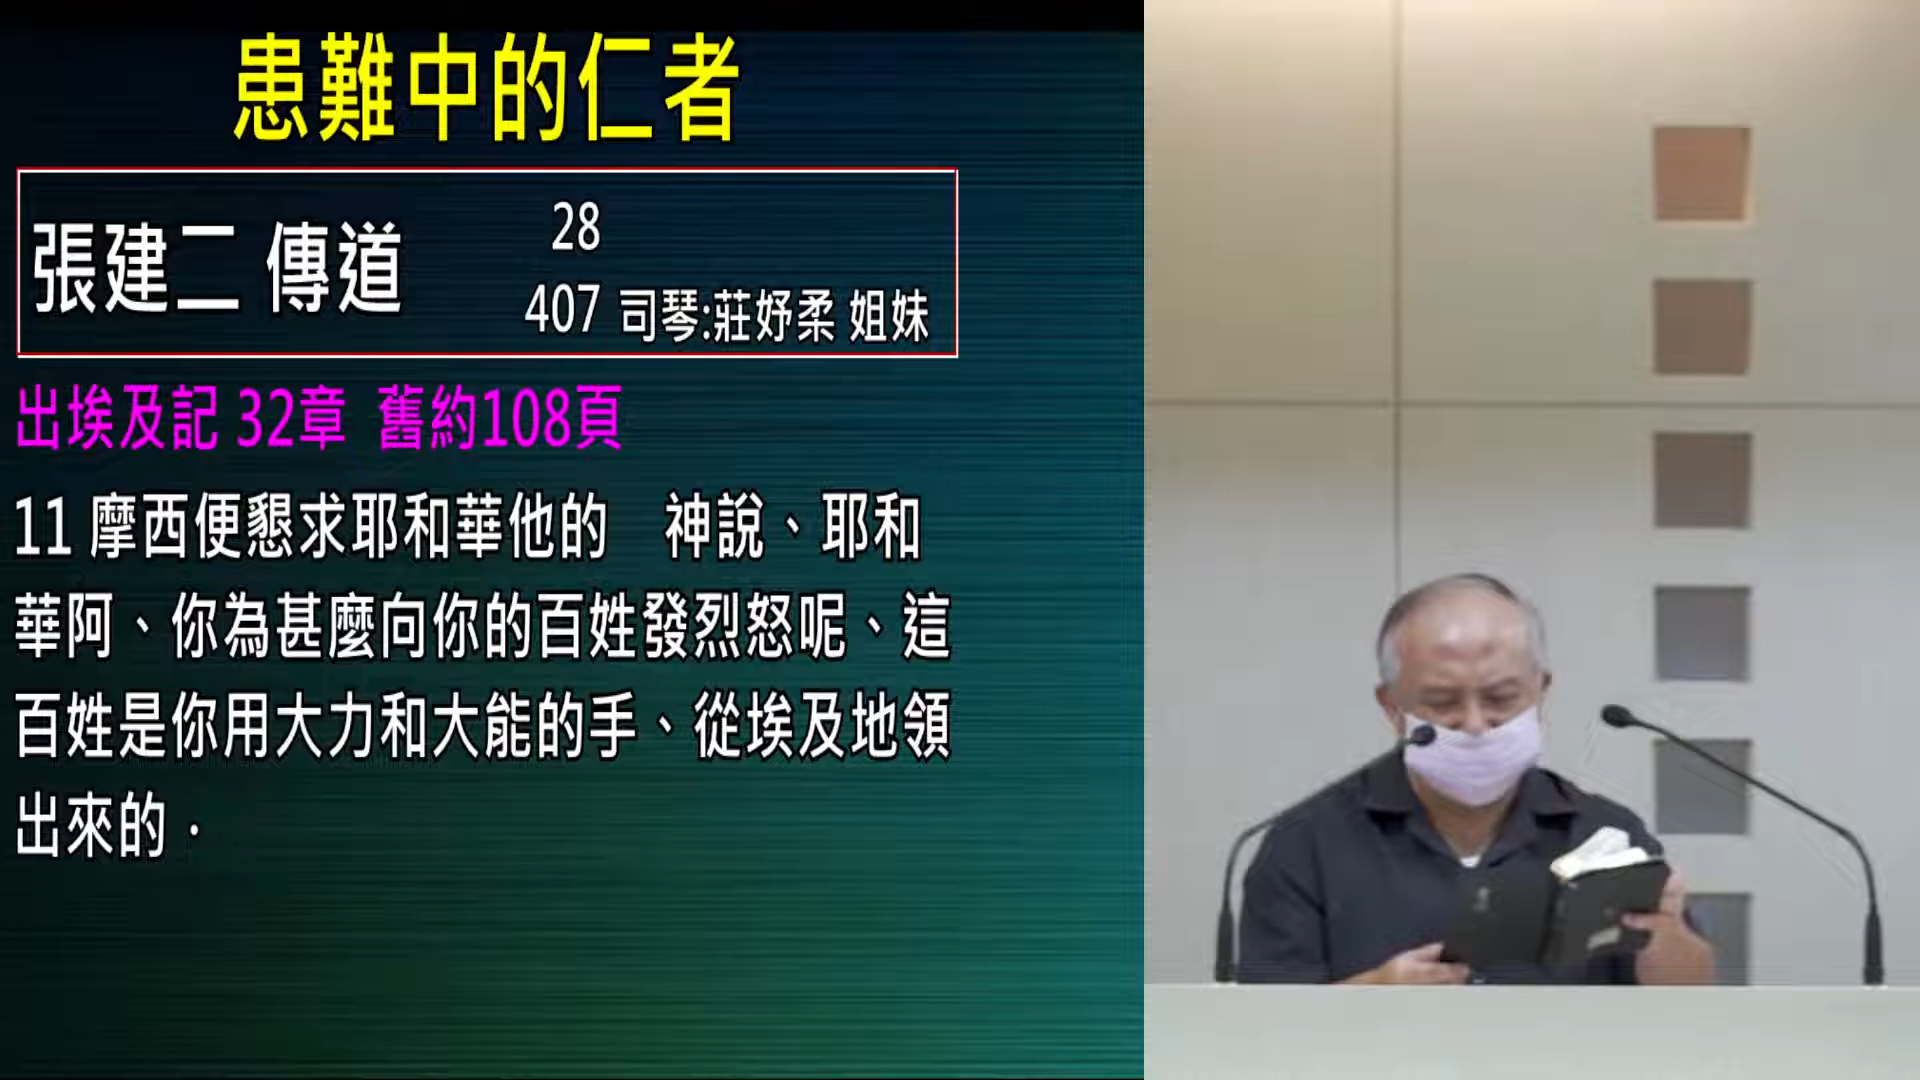 患難中的仁者
張建二 傳道
28
407 司琴:莊妤柔 姐妹
出埃及記 32章 舊約108頁
11 摩西便懇求耶和華他的　神說、耶和
華阿、你為甚麼向你的百姓發烈怒呢、這
百姓是你用大力和大能的手、從埃及地領
出來的．